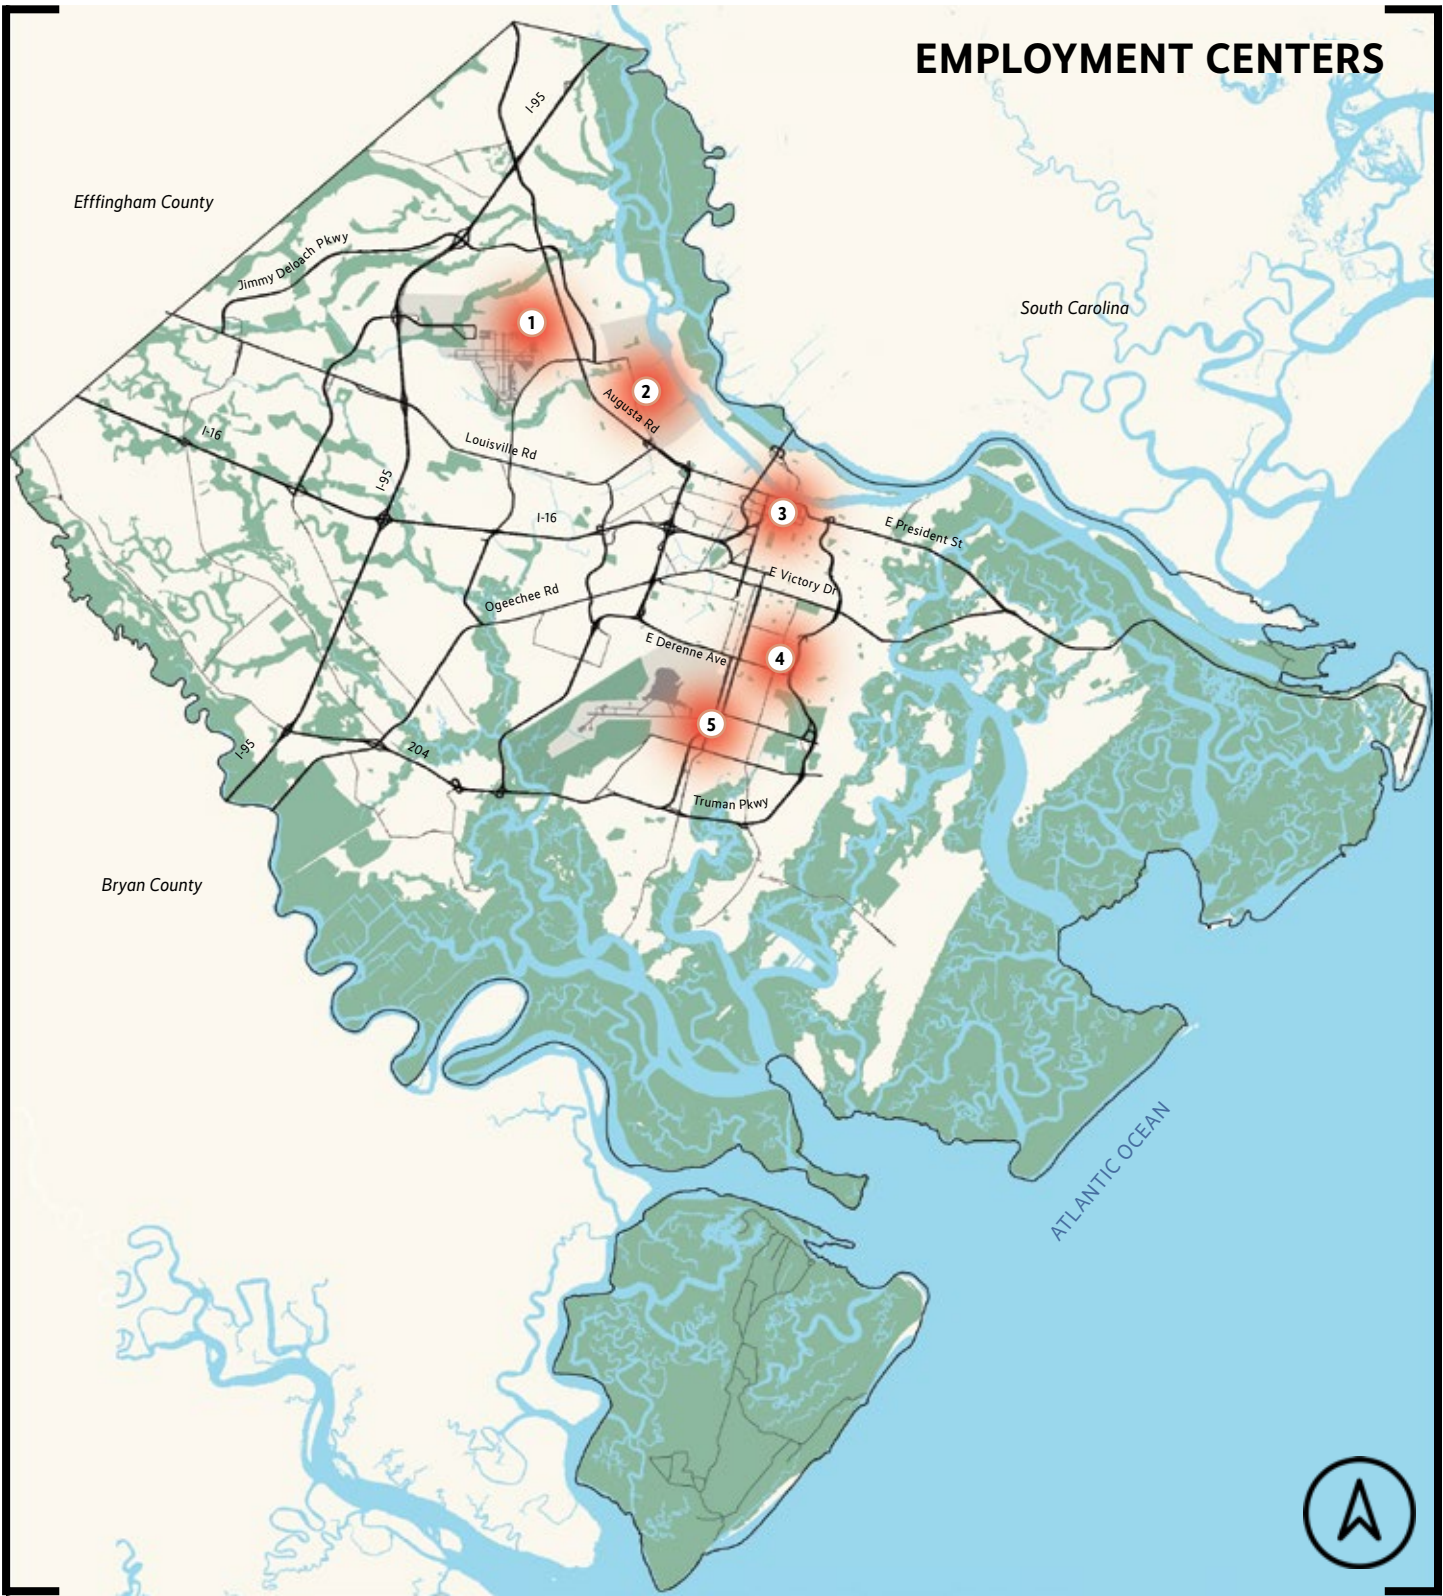 EMPLOYMENT CENTERS
I-95
Efffingham County
Jimmy Deloach Pkwy
South Carolina
1
2
Augusta Rd
I-16
Louisville Rd
I-95
3
I-16
E President St
E Victory Dr
Ogeechee Rd
E Derenne Ave
4
5
I-95
204
Truman Pkwy
Bryan County
ATLANTIC OCEAN